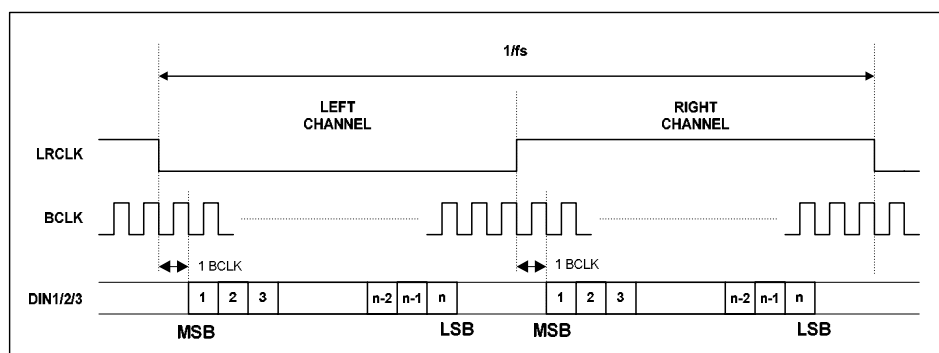 1/fs
LEFT
CHANNEL
RIGHT
CHANNEL
LRCLK
BCLK
1 BCLK
1 BCLK
DIN1/2/3
1 2 3 n-2 n-1 n 1 2 3 n-2 n-1 n
MSB LSB MSB LSB